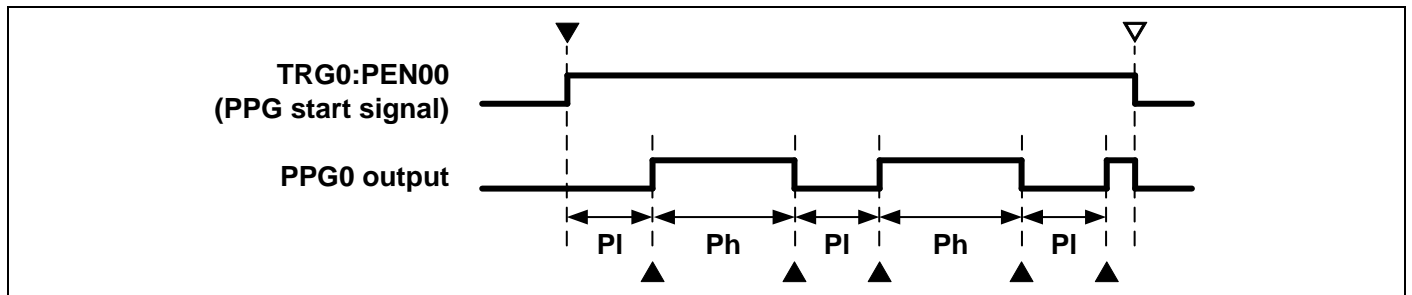 TRG0:PEN00
(PPG start signal)
PPG0 output
Pl Ph Pl Ph Pl